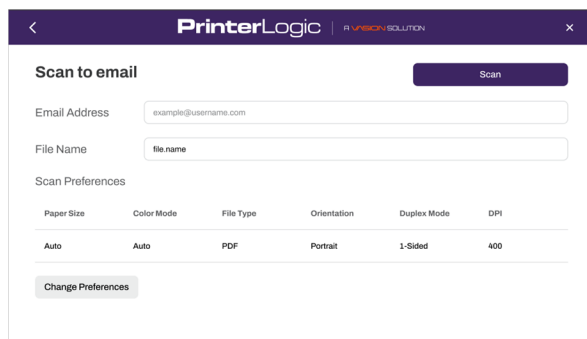 PrinterLogic | A VASION SOLUTION
Scan to email
Scan
Email Address
example@username.com
File Name
file.name
Scan Preferences
Paper Size Color Mode File Type Orientation Duplex Mode DPI
Auto Auto PDF Portrait 1-Sided 400
Change Preferences